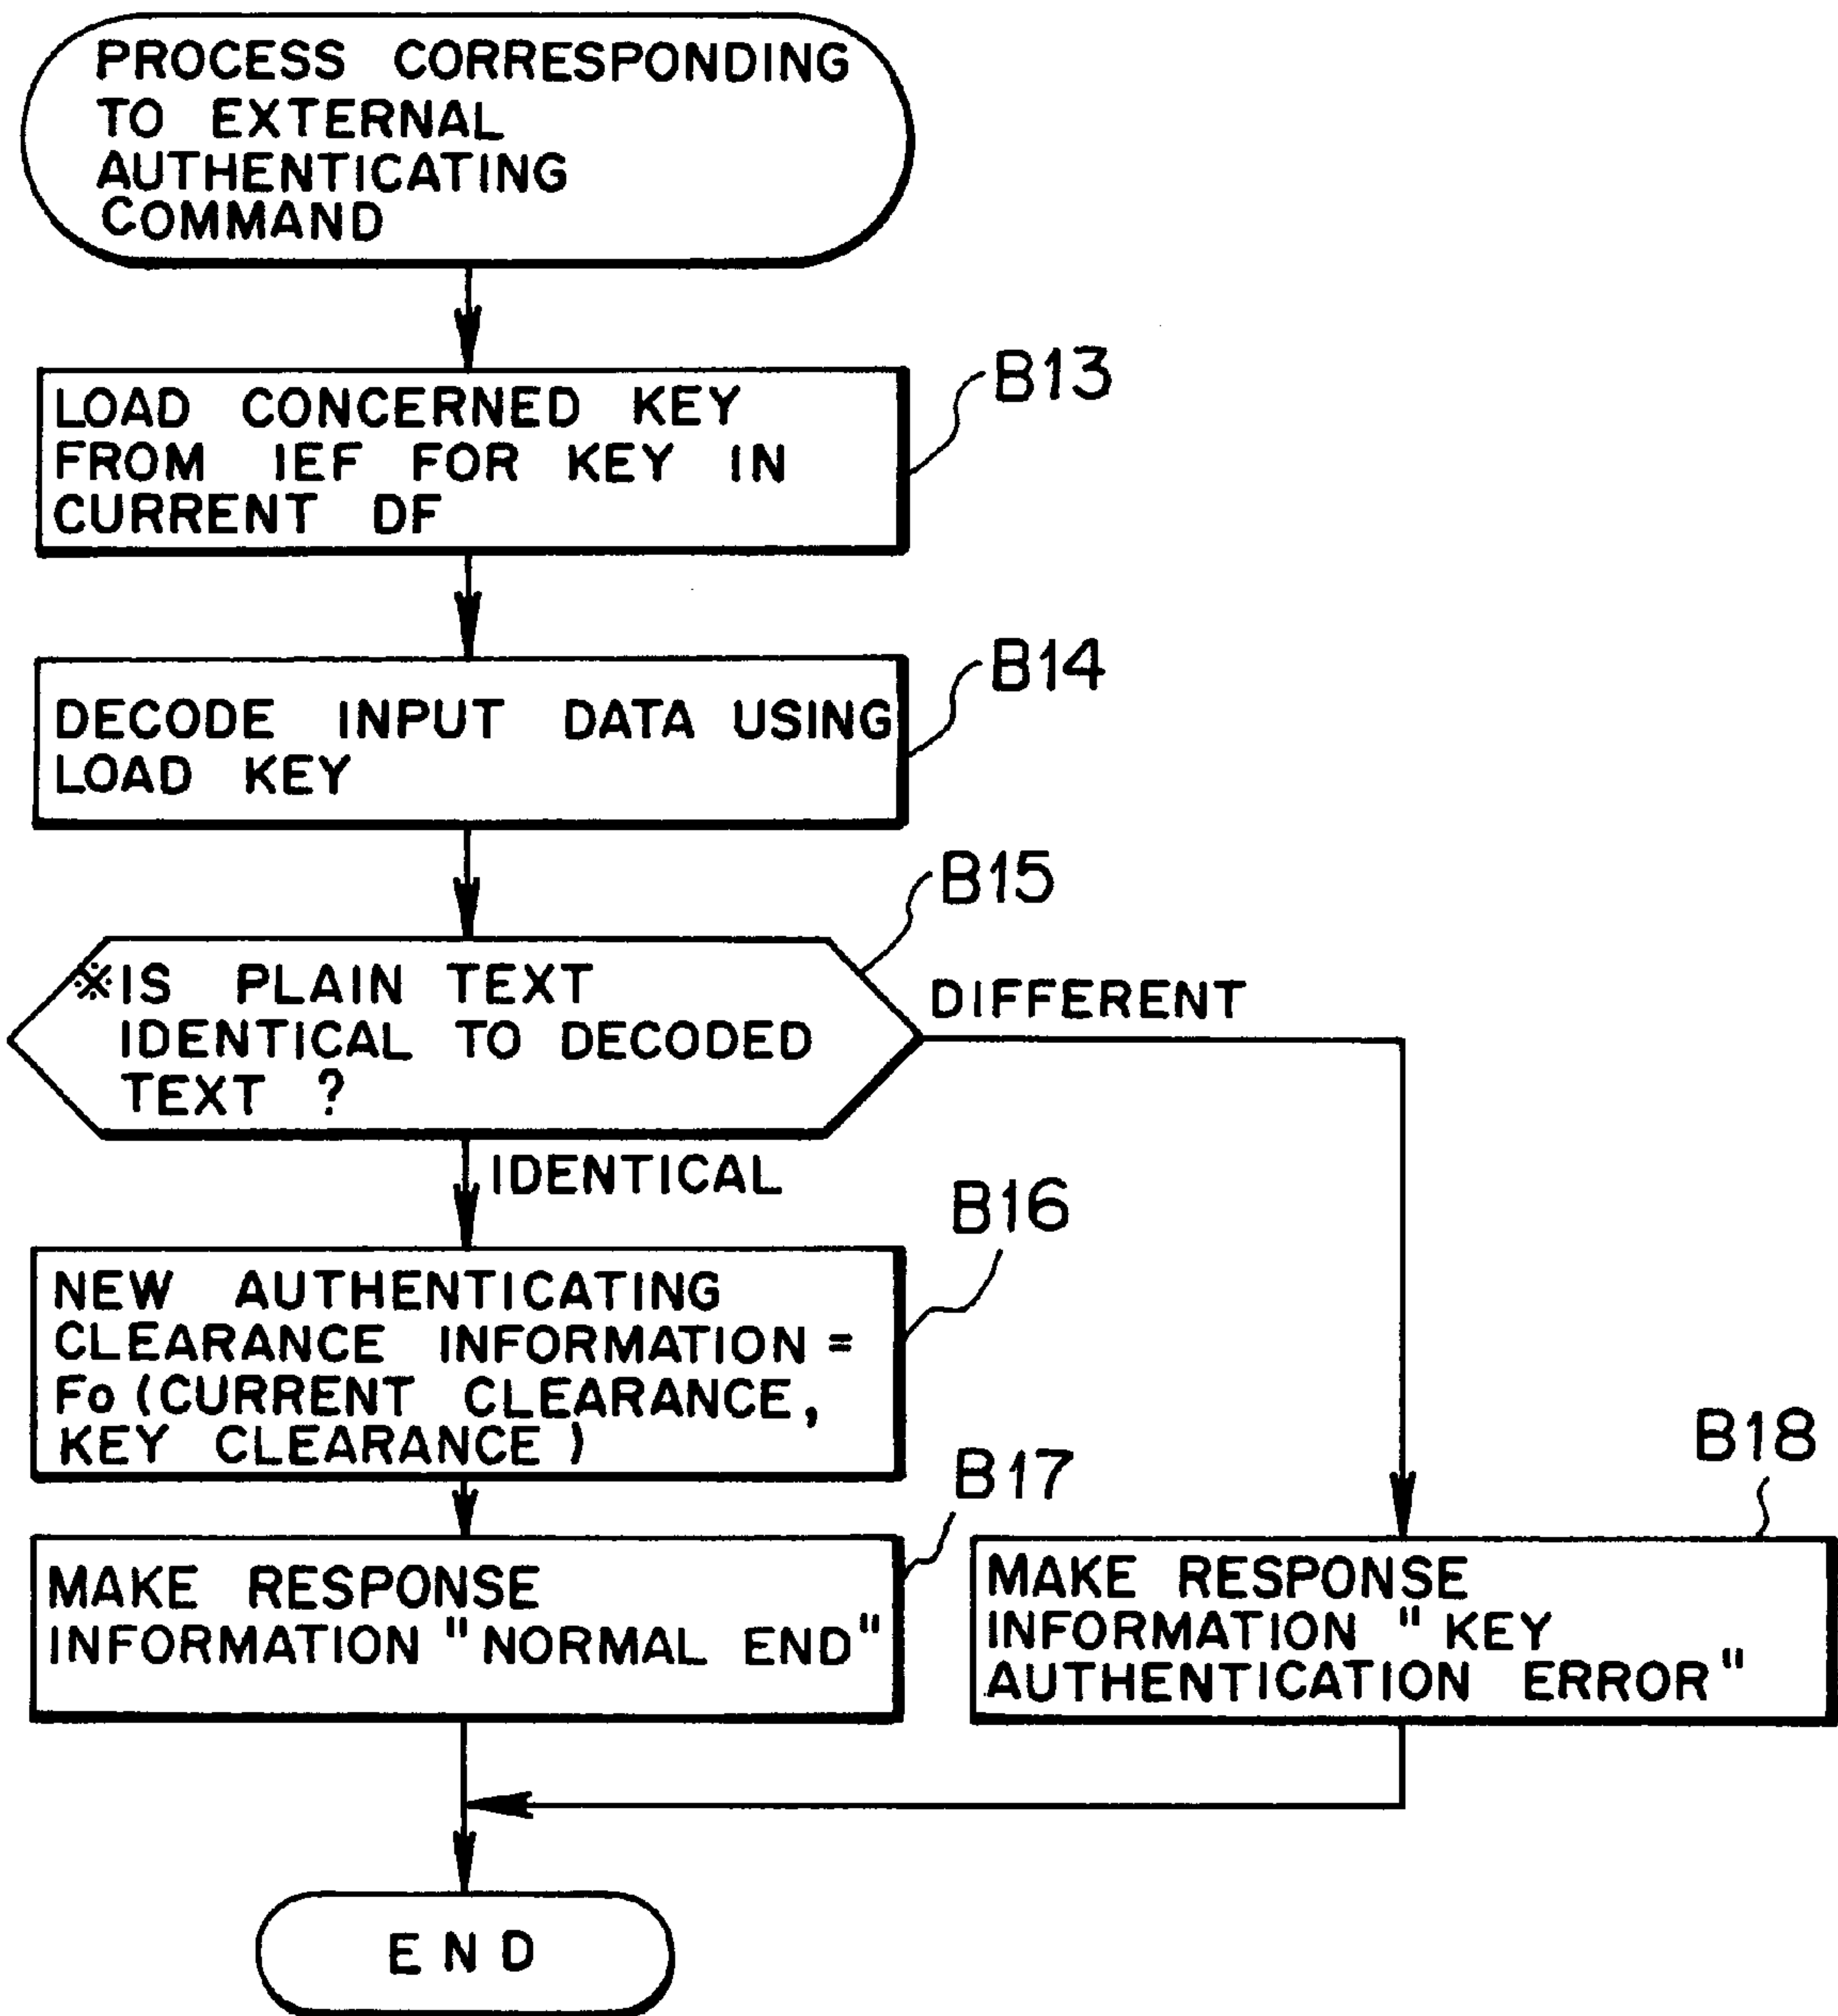 PROCESS CORRESPONDING
TO EXTERNAL
AUTHENTICATING
COMMAND
B13
LOAD CONCERNED KEY
FROM IEF FOR KEY IN
CURRENT DF
B14
DECODE INPUT DATA USING
LOAD KEY
B15
※IS PLAIN TEXT
IDENTICAL TO DECODED
TEXT ?
DIFFERENT
IDENTICAL
B16
NEW AUTHENTICATING
CLEARANCE INFORMATION =
Fo (CURRENT CLEARANCE,
KEY CLEARANCE)
B17
MAKE RESPONSE
INFORMATION "NORMAL END"
B18
MAKE RESPONSE
INFORMATION "KEY
AUTHENTICATION ERROR"
END